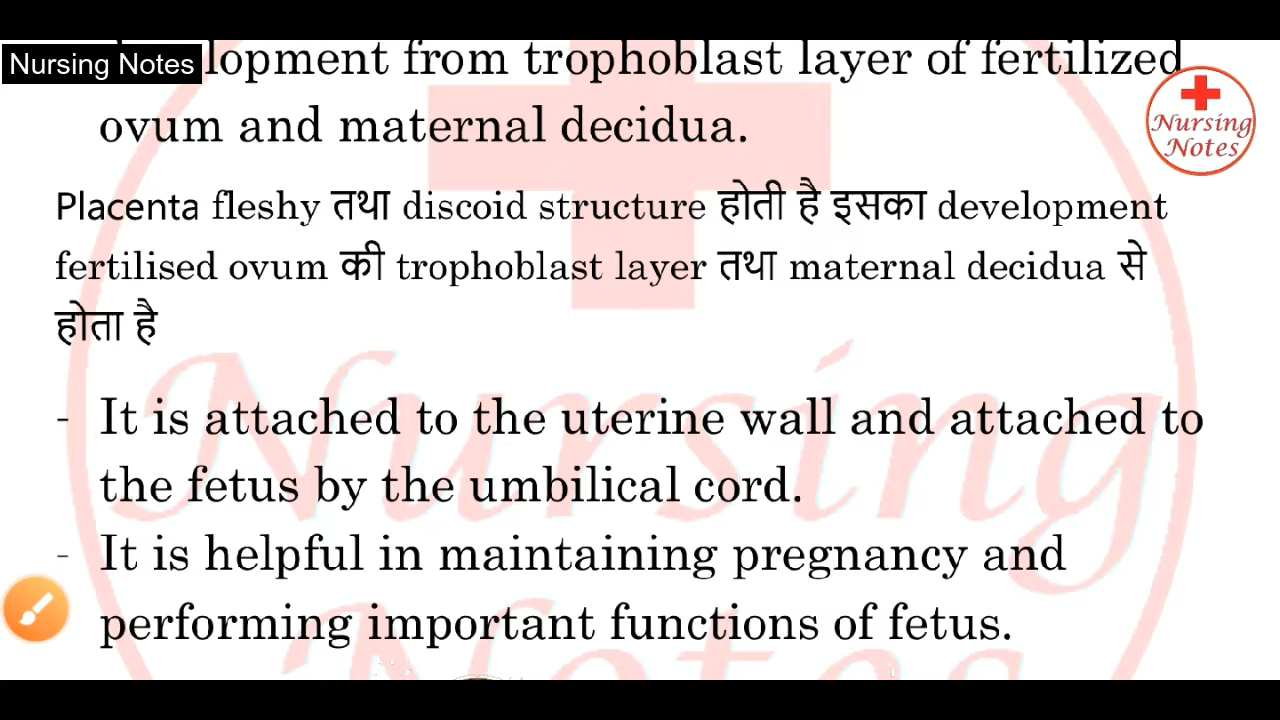 Nursing Notes
lopment from trophoblast layer of fertilized
ovum and maternal decidua.
Nursing
Notes
Placenta fleshy तथा discoid structure होती है इसका development
fertilised ovum की trophoblast layer तथा maternal decidua से
होता है
- It is attached to the uterine wall and attached to
the fetus by the umbilical cord.
- It is helpful in maintaining pregnancy and
performing important functions of fetus.
Nursing
Notes